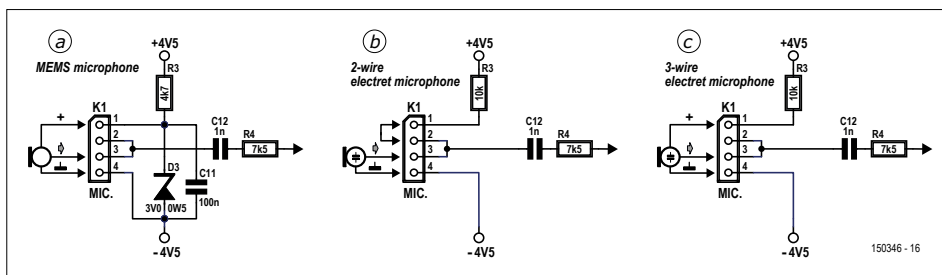 a
MEMS microphone
+4V5
R3
4k7
K1
+
1
2
3
4
MIC.
C12
1n
R4
7k5
D3
3V0 0W5
C11
100n
- 4V5
b
2-wire
electret microphone
+4V5
R3
10k
K1
1
2
3
4
MIC.
C12
1n
R4
7k5
- 4V5
c
3-wire
electret microphone
+4V5
R3
10k
K1
+
1
2
3
4
MIC.
C12
1n
R4
7k5
- 4V5
150346 - 16